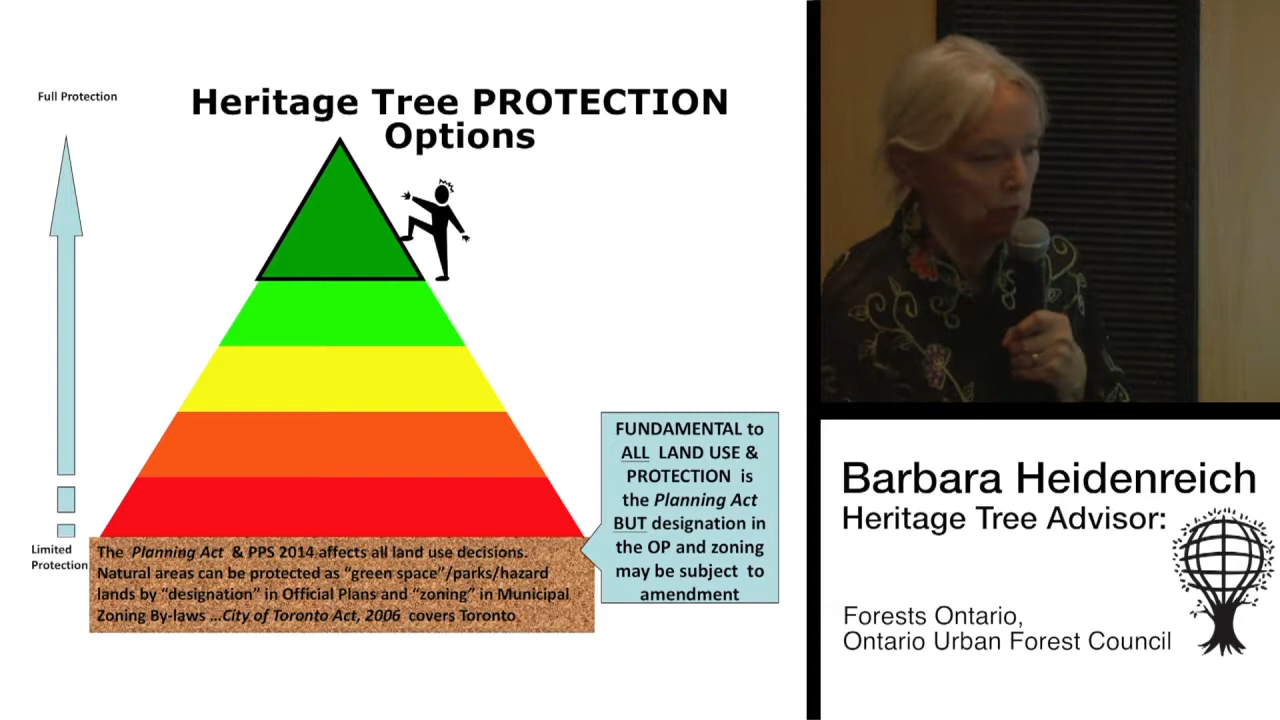 Full Protection
Heritage Tree PROTECTION
Options
FUNDAMENTAL to
ALL LAND USE &
PROTECTION is
the Planning Act
BUT designation in
the OP and zoning
may be subject to
amendment
Limited
Protection
The Planning Act & PPS 2014 affects all land use decisions.
Natural areas can be protected as “green space”/parks/hazard
lands by “designation” in Official Plans and “zoning” in Municipal
Zoning By-laws ...City of Toronto Act, 2006 covers Toronto
Barbara Heidenreich
Heritage Tree Advisor:
Forests Ontario,
Ontario Urban Forest Council